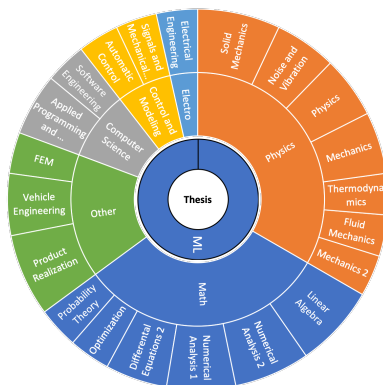 Thesis
ML
Physics
Solid
Mechanics
Noise and
Vibration
Physics
Mechanics
Thermodyna
mics
Fluid
Mechanics
Mechanics 2
Math
Linear
Algebra
Numerical
Analysis 2
Numerical
Analysis 1
Differental
Equations 2
Optimization
Probability
Theory
Other
Product
Realization
Vehicle
Engineering
FEM
Computer
Science
Applied
Programming
and ...
Software
Engineering
Control and
Modeling
Automatic
Control
Signals and
Mechanical...
Electro
Electrical
Engineering